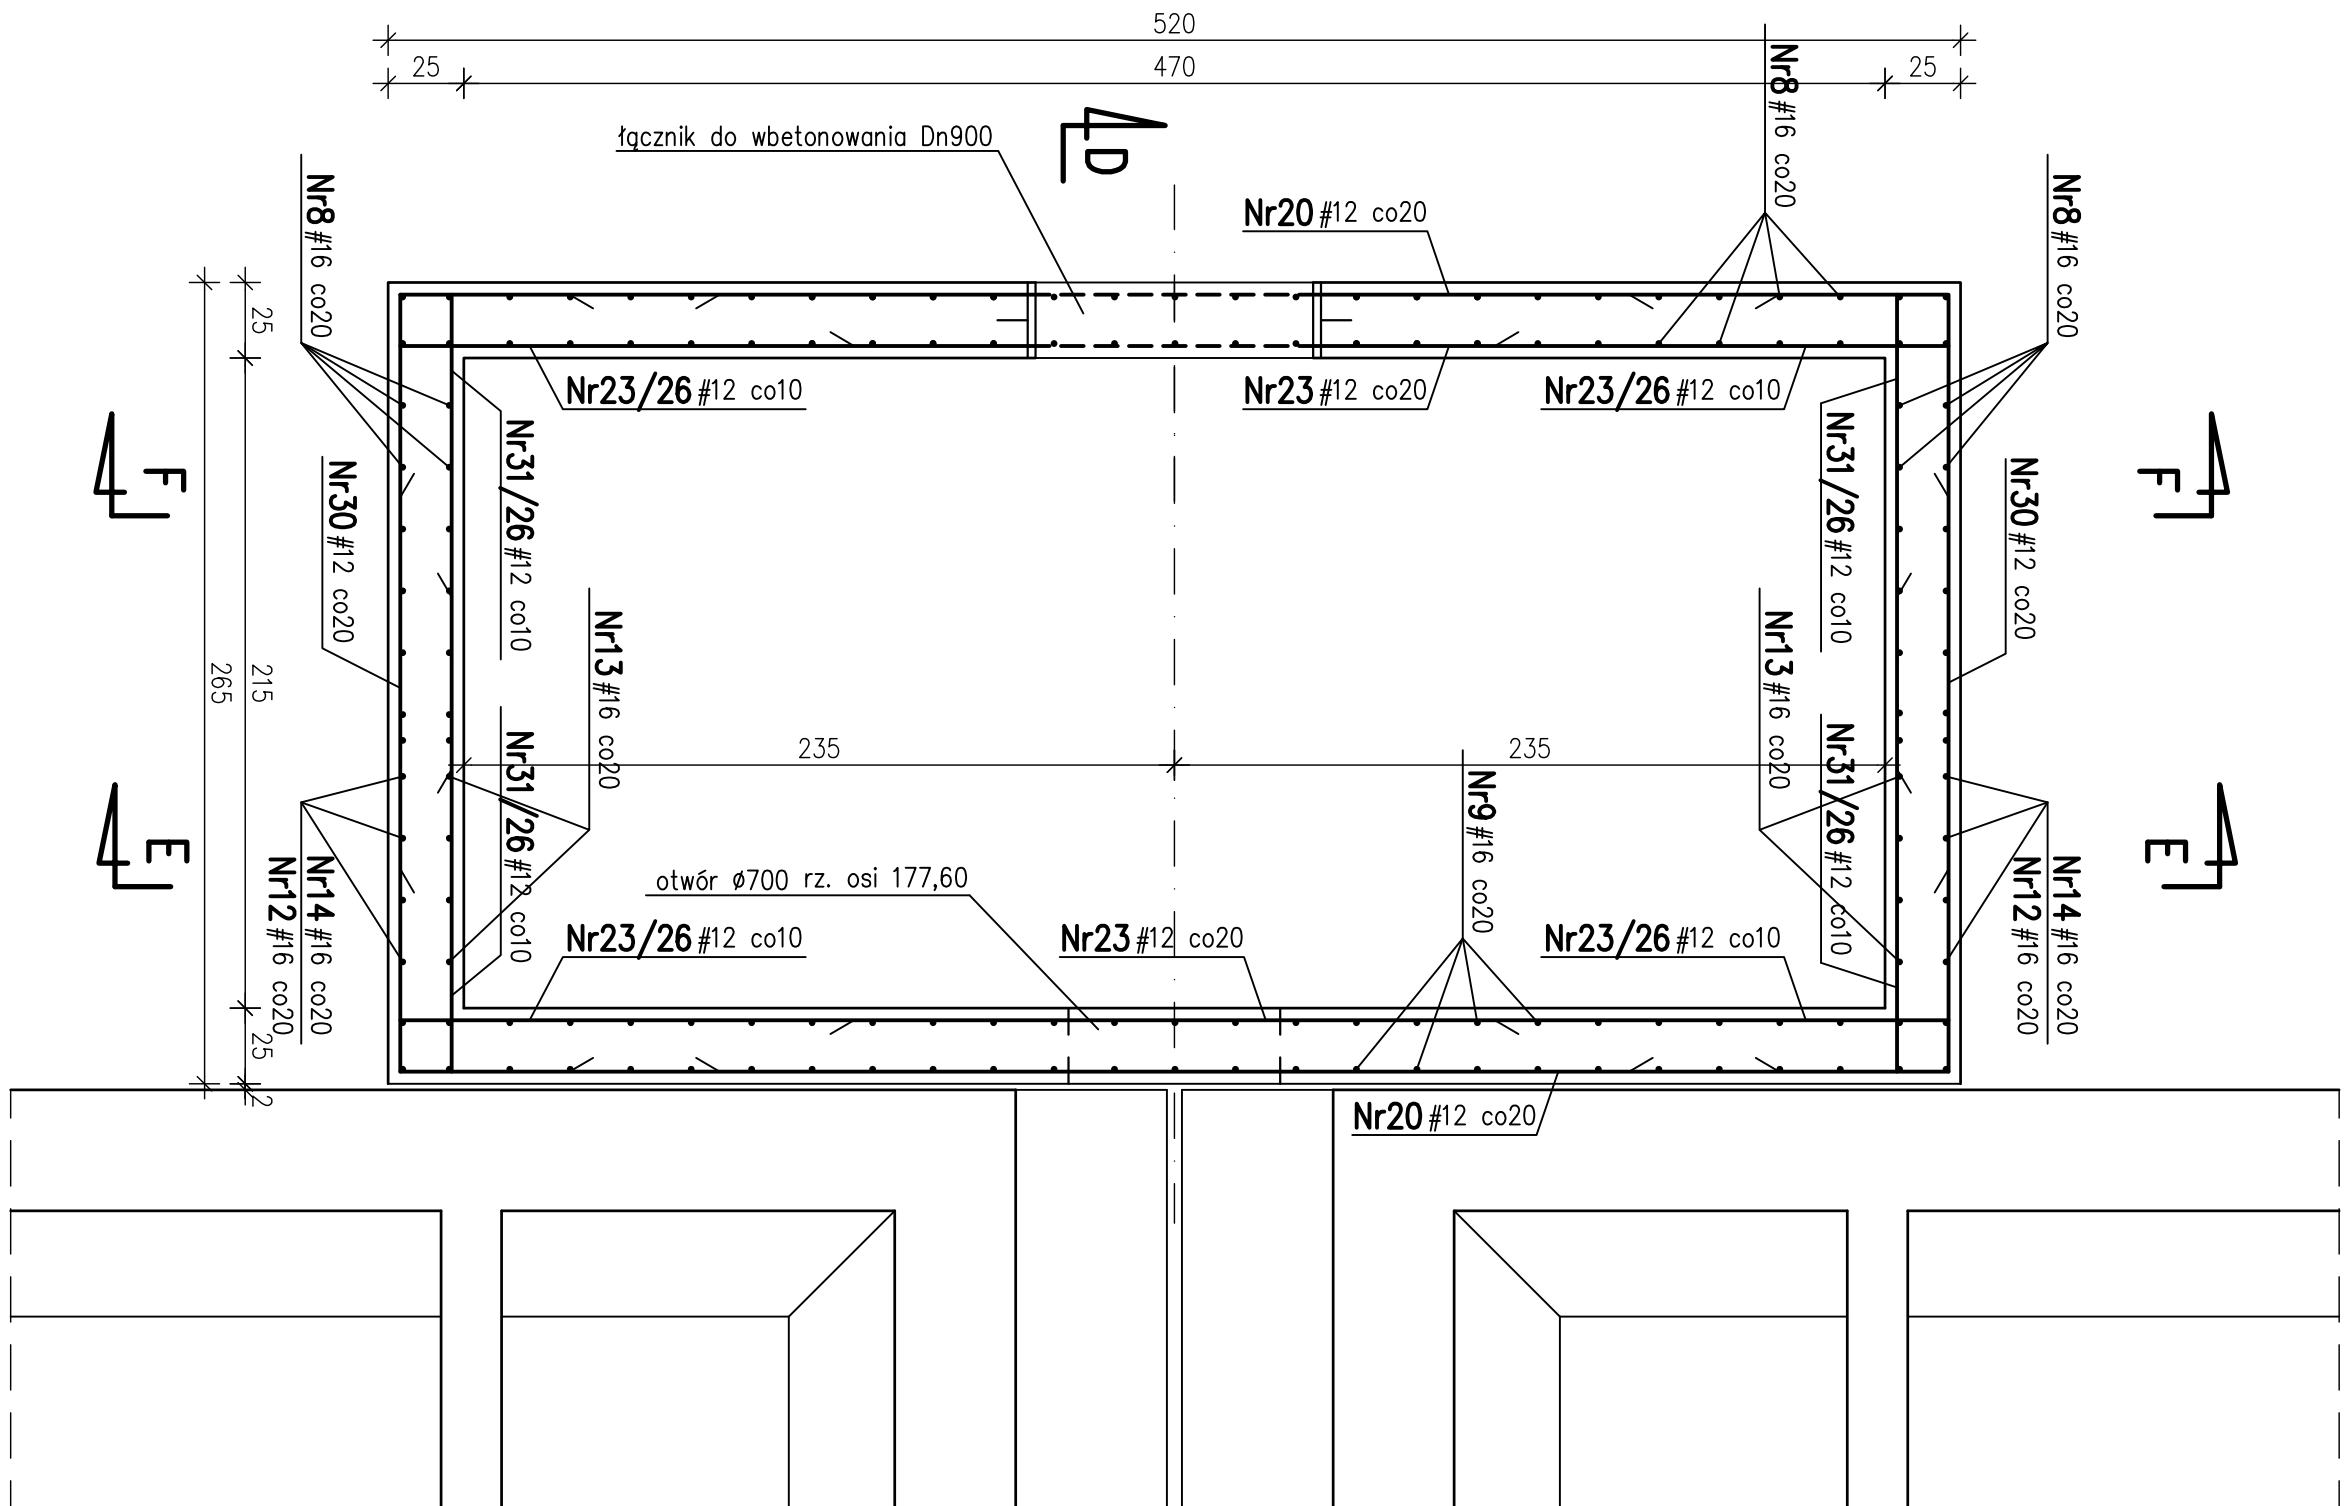 520
25
470
25
łącznik do wbetonowania Dn900
D
Nr8 #16 co20
Nr8 #16 co20
Nr8 #16 co20
Nr20 #12 co20
25
Nr23/26 #12 co10
Nr23 #12 co20
Nr23/26 #12 co10
F
F
Nr30 #12 co20
Nr31/26 #12 co10
Nr31/26 #12 co10
Nr30 #12 co20
215
265
Nr13 #16 co20
Nr13 #16 co20
235
235
Nr31/26 #12 co10
Nr31/26 #12 co10
Nr9 #16 co20
E
E
Nr14 #16 co20
Nr12 #16 co20
Nr14 #16 co20
Nr12 #16 co20
otwór ø700 rz. osi 177,60
Nr23/26 #12 co10
Nr23 #12 co20
Nr23/26 #12 co10
25
2
Nr20 #12 co20